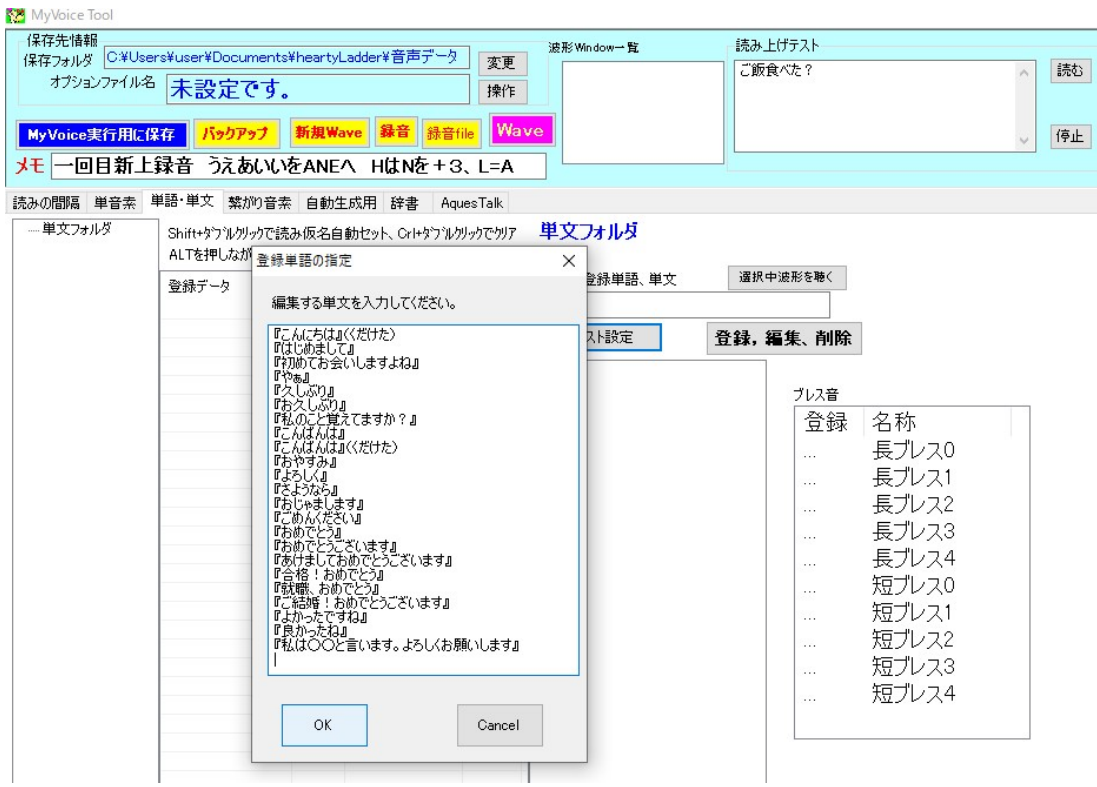 MyVoice Tool
保存先情報
保存フォルダ C:¥Users¥user¥Documents¥heartyLadder¥音声データ 変更
オプションファイル名 未設定です。 操作
MyVoice実行用に保存 バックアップ 新規Wave 録音 録音file Wave
メモ 一回目新上録音 うえあいいをANEへ HはNを+3、L=A
波形Window一覧
読み上げテスト
ご飯食べた?
読む
停止
読みの間隔 単音素 単語・単文 繋がり音素 自動生成用 辞書 AquesTalk
単文フォルダ
Shift+ダブルクリックで読み仮名自動セット、Crl+ダブルクリックでクリア
ALTを押しなが
登録データ
単文フォルダ
登録単語、単文 選択中波形を聴く
スト設定 登録,編集、削除
登録単語の指定
編集する単文を入力してください。
『こんにちは』(くだけた)
『はじめまして』
『初めてお会いしますよね』
『やぁ』
『久しぶり』
『お久しぶり』
『私のこと覚えてますか?』
『こんばんは』
『こんばんは』(くだけた)
『おやすみ』
『よろしく』
『さようなら』
『おじゃまします』
『ごめんください』
『おめでとう』
『おめでとうございます』
『あけましておめでとうございます』
『合格!おめでとう』
『就職、おめでとう』
『ご結婚!おめでとうございます』
『よかったですね』
『良かったね』
『私は〇〇と言います。よろしくお願いします』
OK Cancel
ブレス音
登録 名称
... 長ブレス0
... 長ブレス1
... 長ブレス2
... 長ブレス3
... 長ブレス4
... 短ブレス0
... 短ブレス1
... 短ブレス2
... 短ブレス3
... 短ブレス4